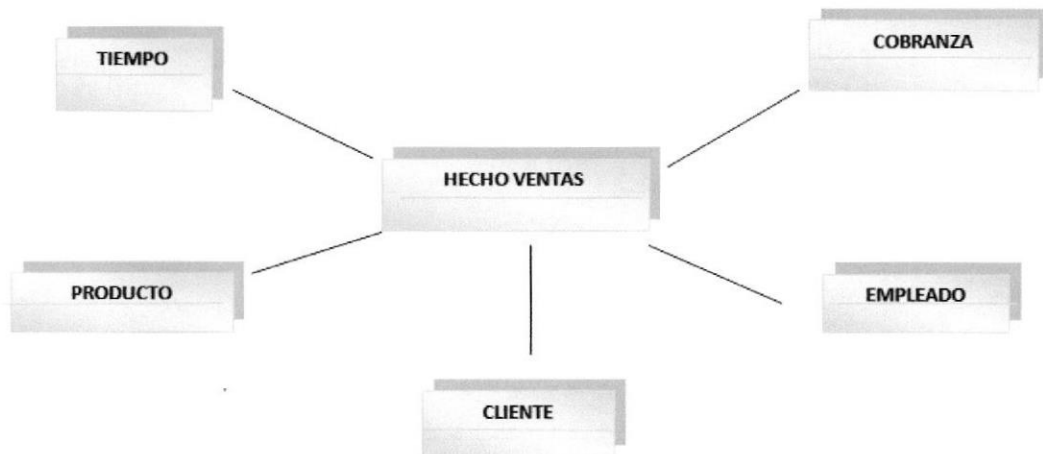 TIEMPO
COBRANZA
HECHO VENTAS
PRODUCTO
EMPLEADO
CLIENTE